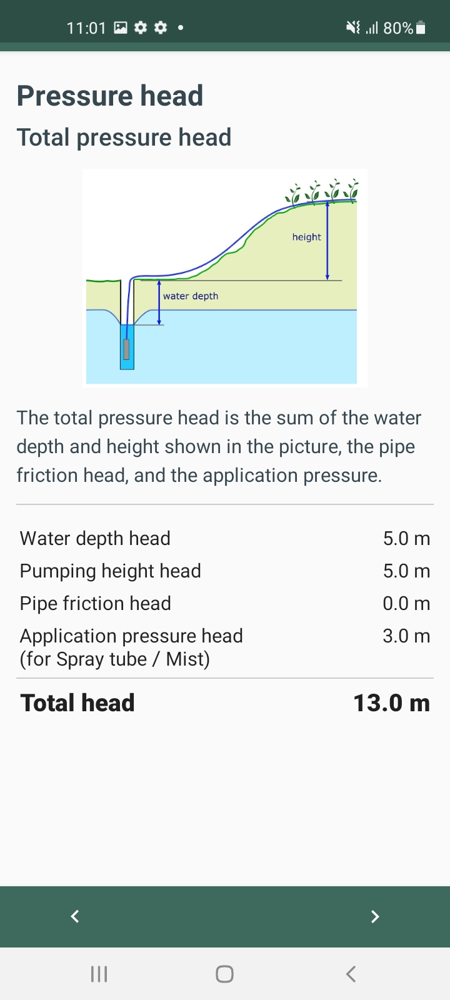 11:01 80%
Pressure head
Total pressure head
height
water depth
The total pressure head is the sum of the water
depth and height shown in the picture, the pipe
friction head, and the application pressure.
Water depth head 5.0 m
Pumping height head 5.0 m
Pipe friction head 0.0 m
Application pressure head 3.0 m
(for Spray tube / Mist)
Total head 13.0 m